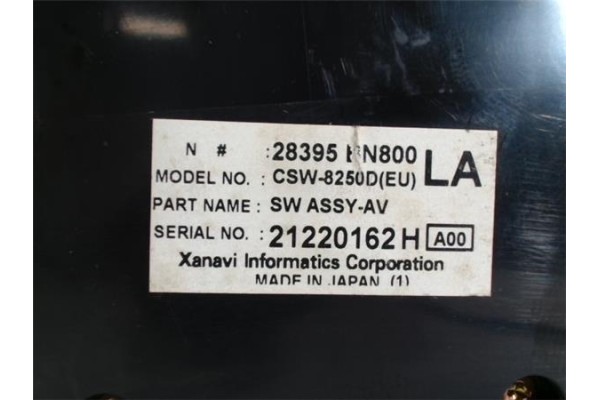 N # : 28395 BN800 LA
MODEL NO. : CSW-8250D(EU)
PART NAME : SW ASSY-AV
SERIAL NO. : 21220162 H A00
Xanavi Informatics Corporation
MADE IN JAPAN (1)